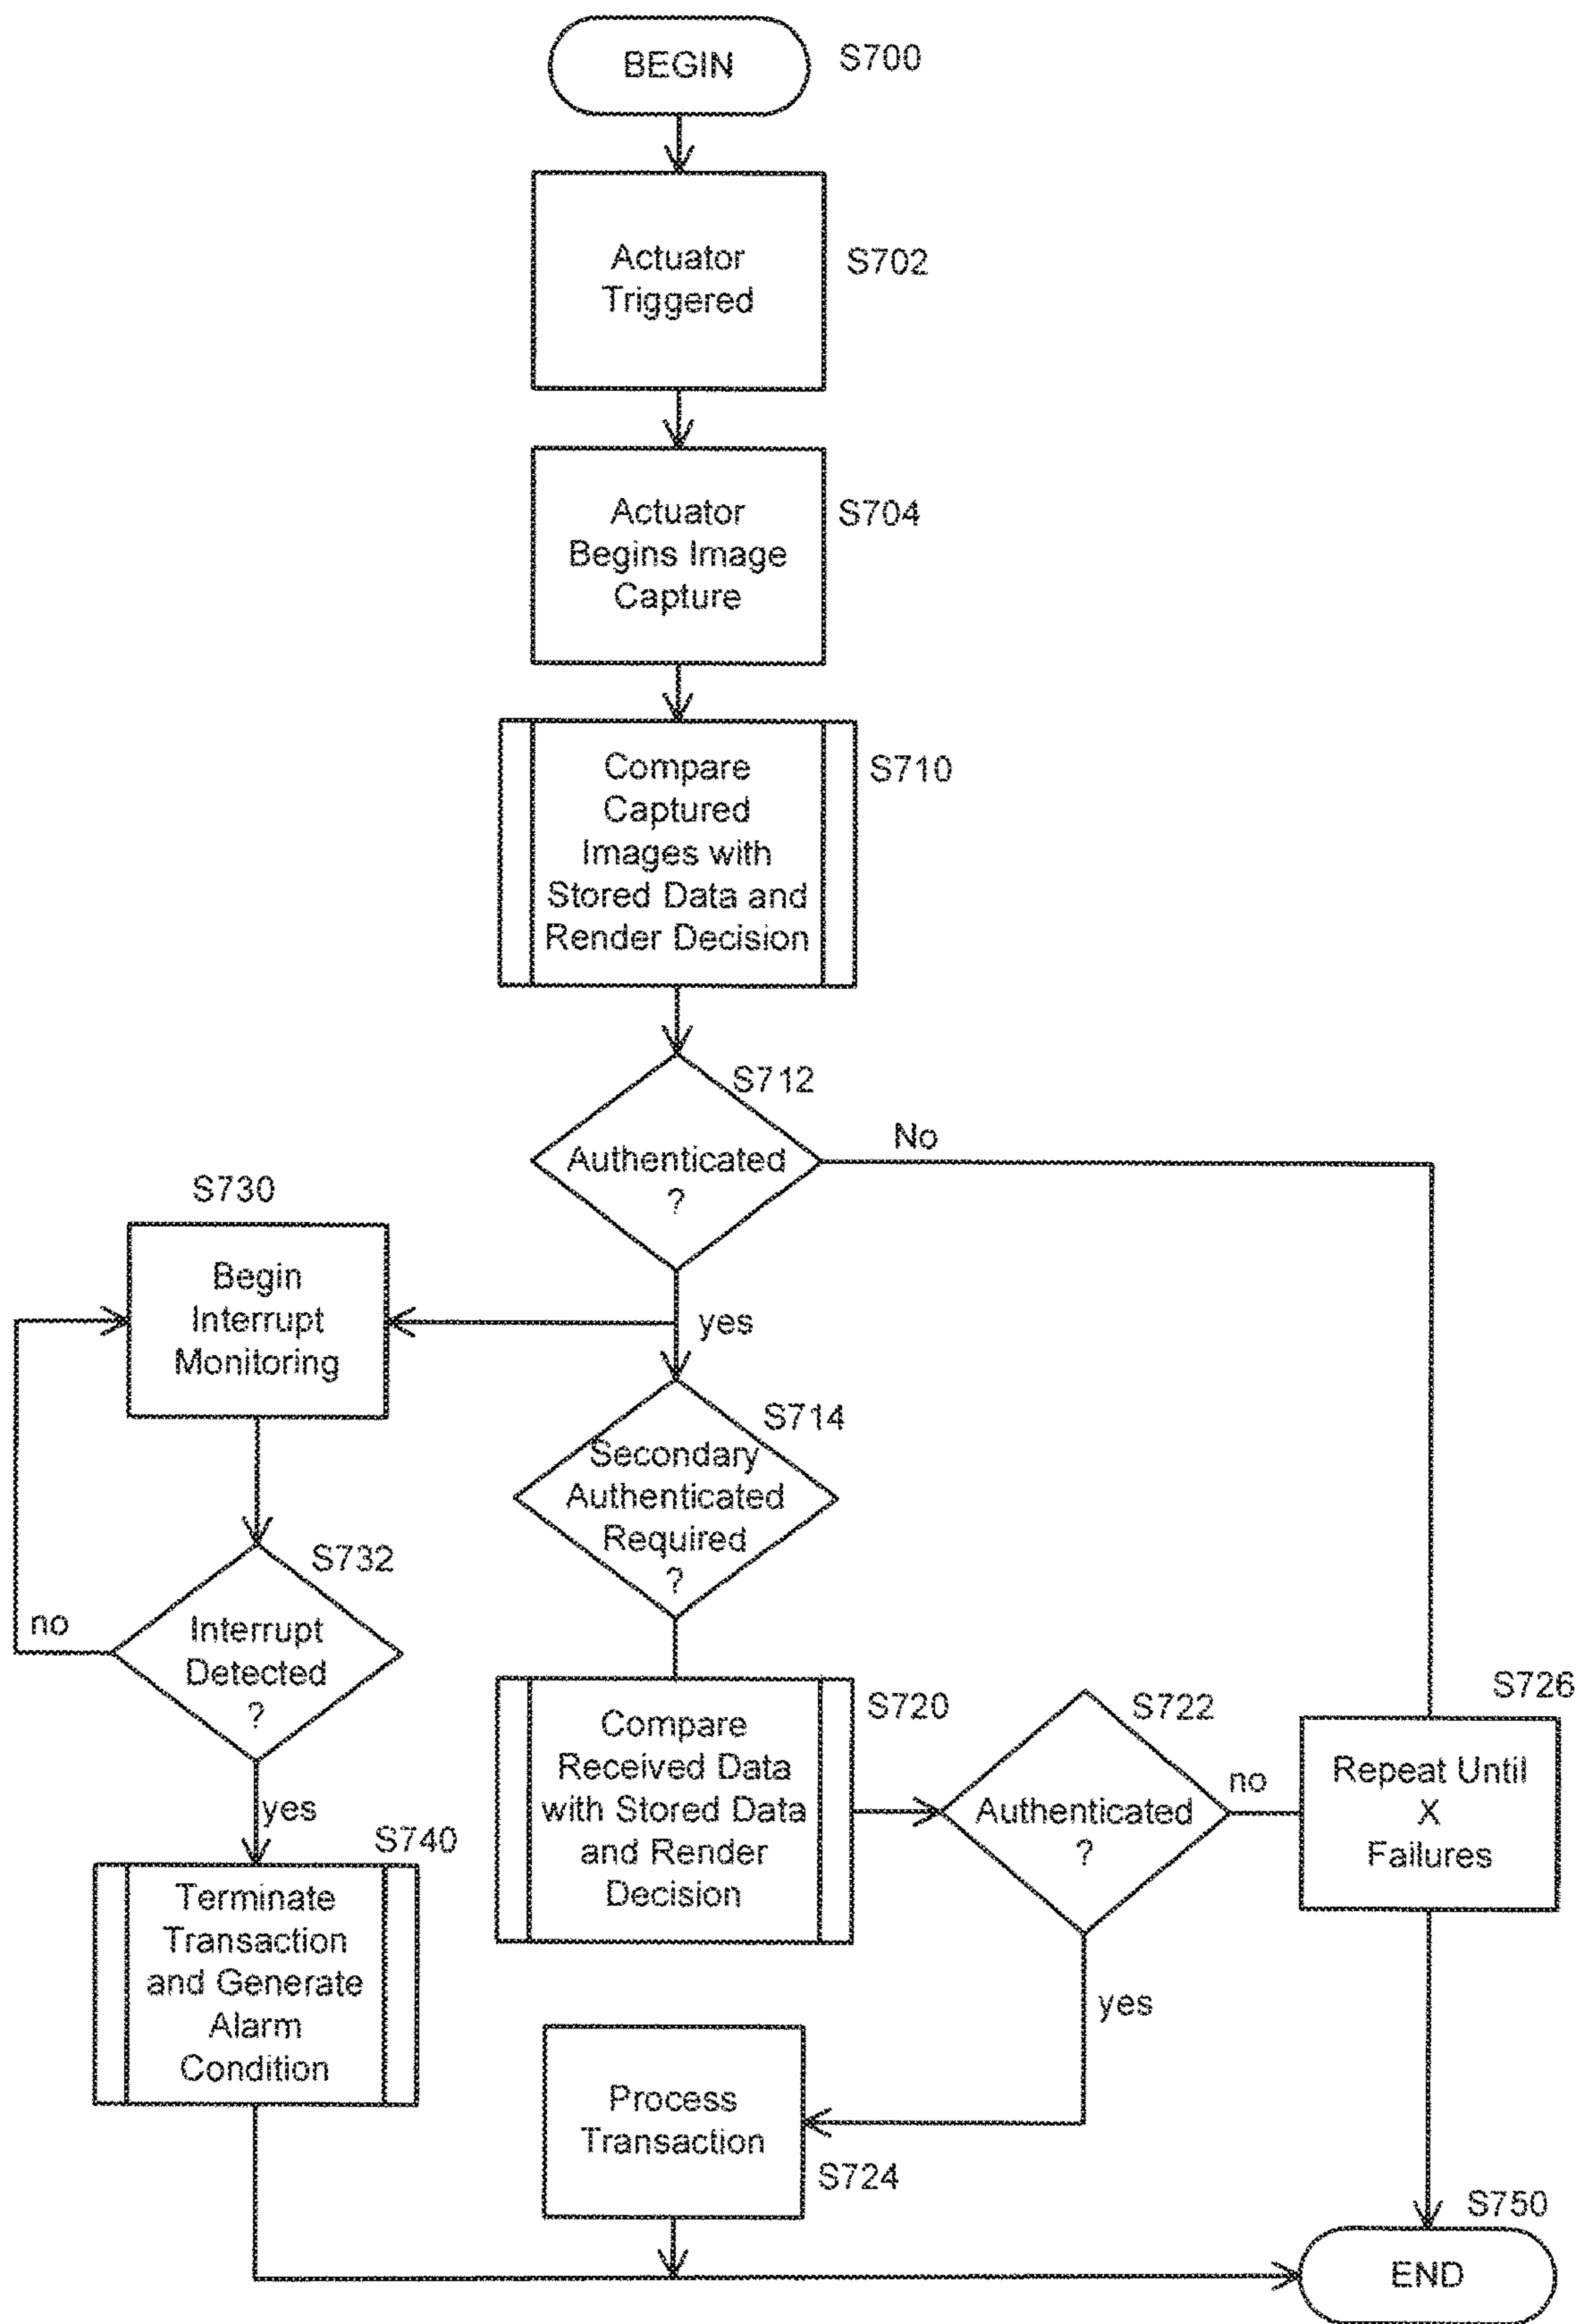 BEGIN
S700
Actuator
Triggered
S702
Actuator
Begins Image
Capture
S704
Compare
Captured
Images with
Stored Data and
Render Decision
S710
S712
Authenticated
?
No
yes
S730
Begin
Interrupt
Monitoring
S714
Secondary
Authenticated
Required
?
S732
Interrupt
Detected
?
no
yes
S720
Compare
Received Data
with Stored Data
and Render
Decision
S722
Authenticated
?
no
yes
S726
Repeat Until
X
Failures
S740
Terminate
Transaction
and Generate
Alarm
Condition
Process
Transaction
S724
S750
END